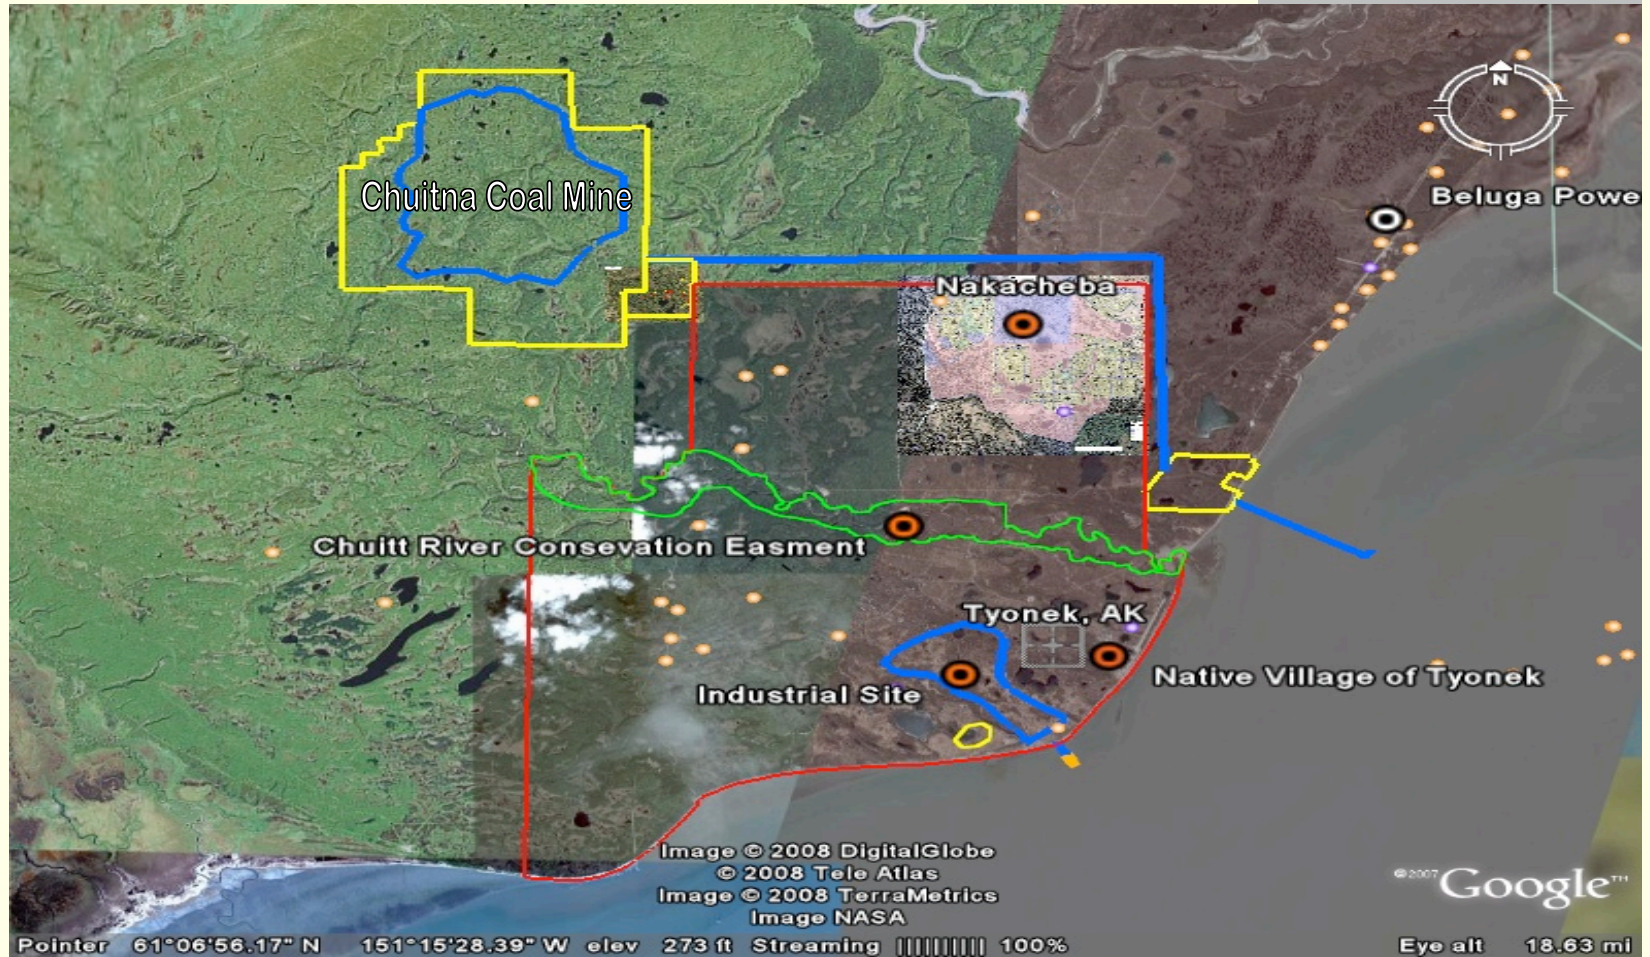 N
Beluga Powe
Chuitna Coal Mine
Nakacheba
Chuitt River Consevation Easment
Tyonek, AK
Native Village of Tyonek
Industrial Site
Image © 2008 DigitalGlobe
© 2008 Tele Atlas
Image © 2008 TerraMetrics
Image NASA
©2007 Google™
Pointer 61°06'56.17" N 151°15'28.39" W elev 273 ft Streaming |||||||||| 100% Eye alt 18.63 mi